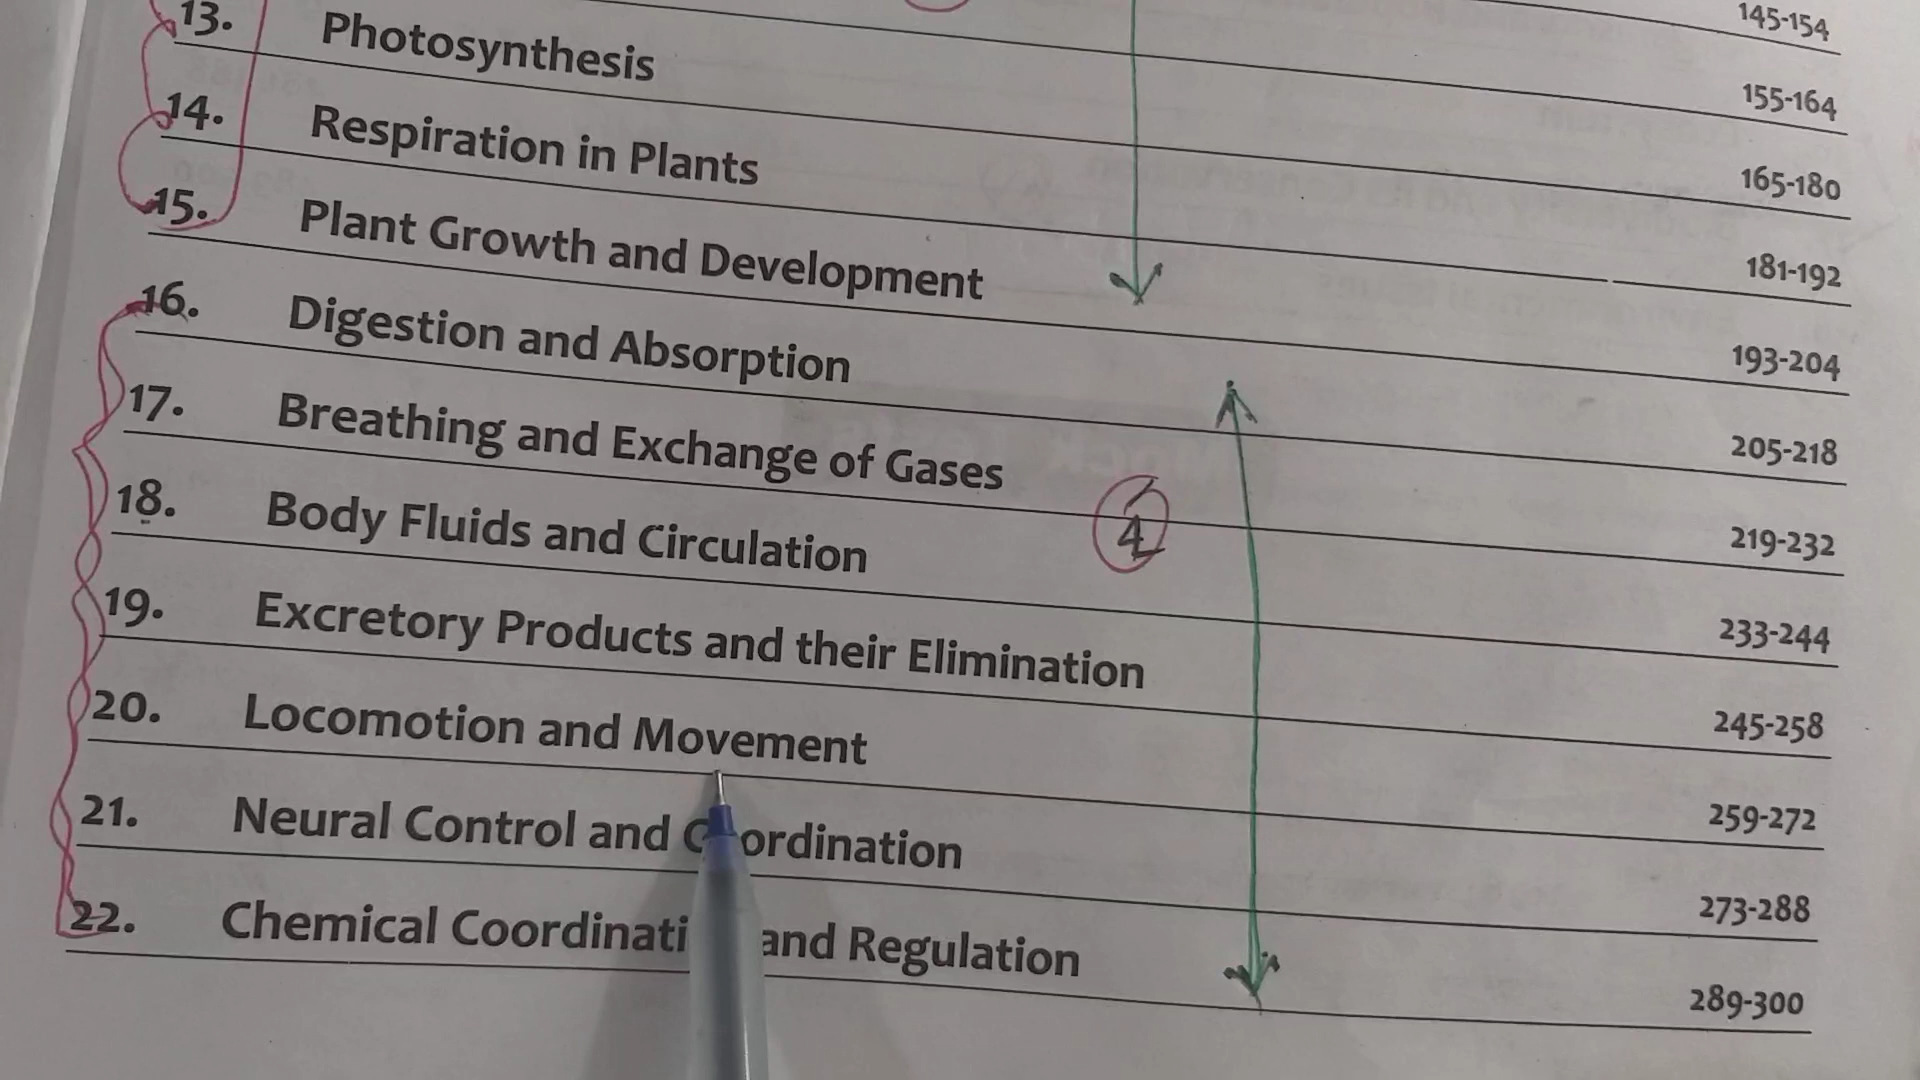 145-154
155-164
13. Photosynthesis 165-180
14. Respiration in Plants 181-192
15. Plant Growth and Development 193-204
16. Digestion and Absorption 205-218
17. Breathing and Exchange of Gases 219-232
18. Body Fluids and Circulation 4 233-244
19. Excretory Products and their Elimination 245-258
20. Locomotion and Movement 259-272
21. Neural Control and Coordination 273-288
22. Chemical Coordination and Regulation 289-300